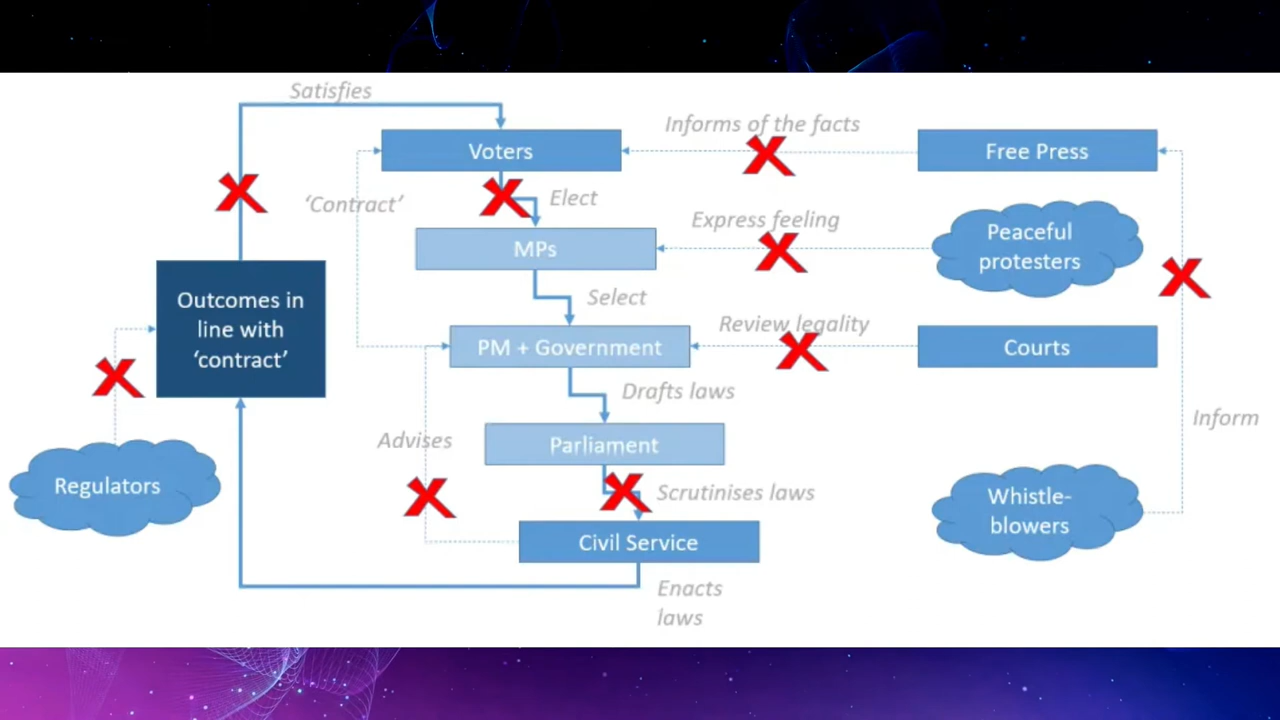 Satisfies
Informs of the facts
Voters
Free Press
‘Contract’
Elect
Express feeling
Peaceful
protesters
MPs
Outcomes in
line with
‘contract’
Select
Review legality
PM + Government
Courts
Drafts laws
Inform
Advises
Parliament
Regulators
Scrutinises laws
Whistle-
blowers
Civil Service
Enacts
laws